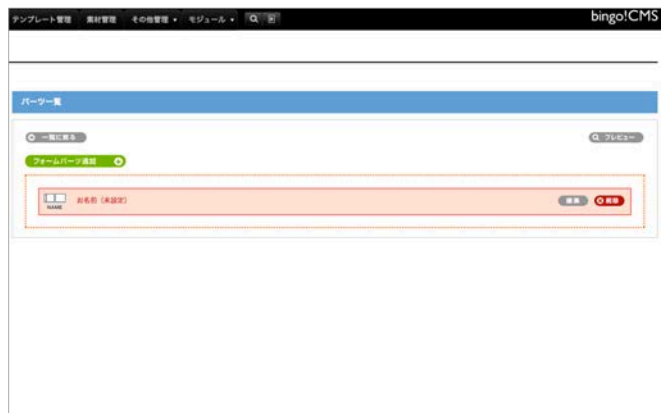 テンプレート管理 素材管理 その他管理 ▼ モジュール ▼ bingo!CMS
パーツ一覧
一覧に戻る プレビュー
フォームパーツ追加
NAME お名前（未設定） 編集 削除